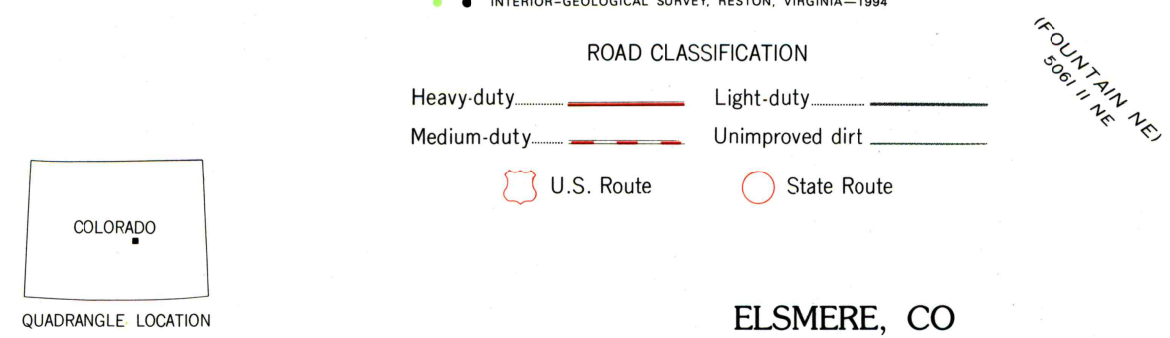 INTERIOR-GEOLOGICAL SURVEY, RESTON, VIRGINIA—1994
(FOUNTAIN NE)
5061 II NE
ROAD CLASSIFICATION
Heavy-duty
Light-duty
Medium-duty
Unimproved dirt
U.S. Route
State Route
COLORADO
QUADRANGLE LOCATION
ELSMERE, CO